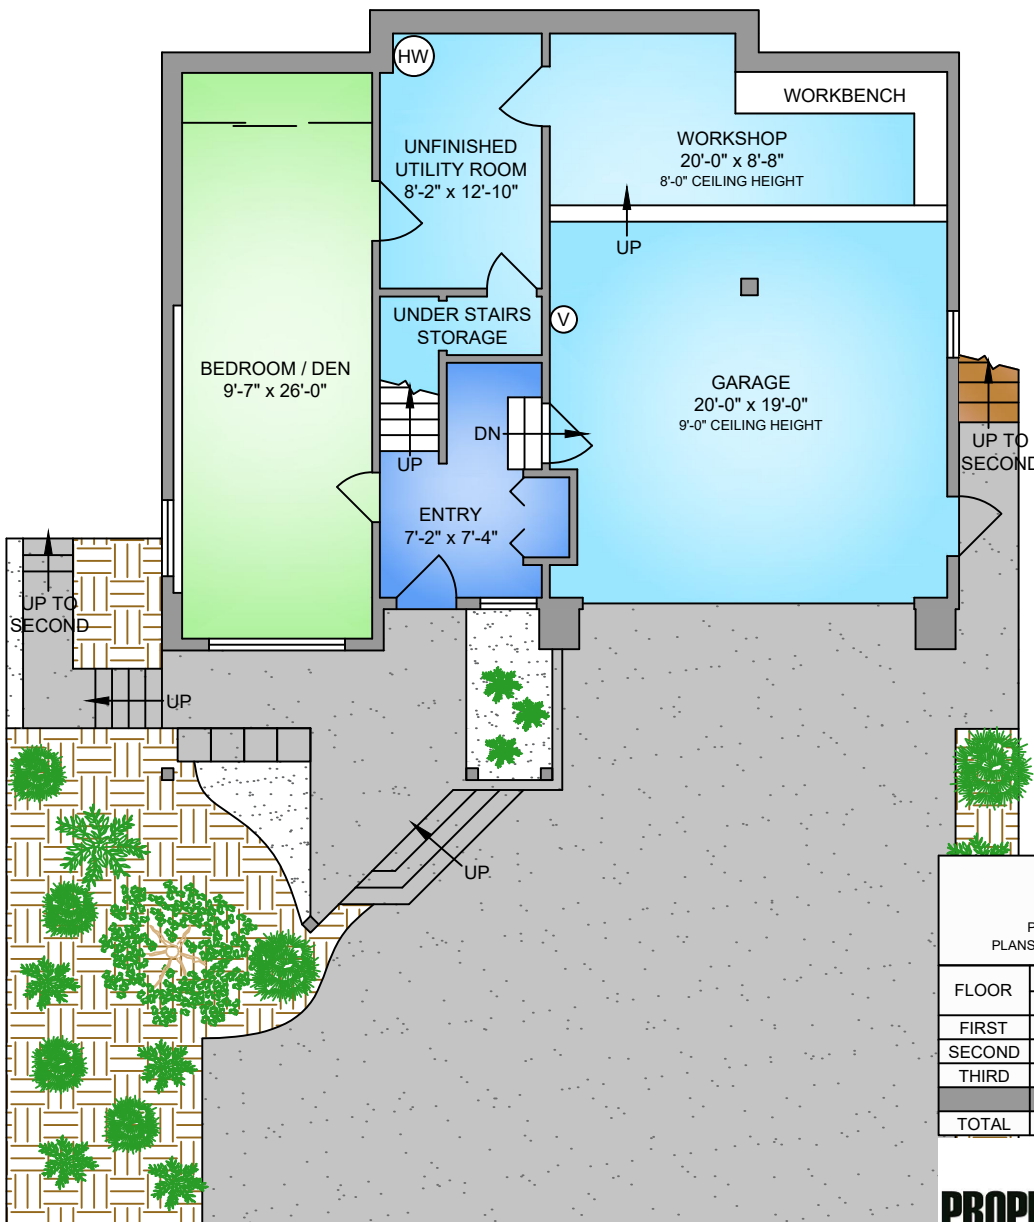 HW
WORKBENCH
UNFINISHED
UTILITY ROOM
8'-2" x 12'-10"
WORKSHOP
20'-0" x 8'-8"
8'-0" CEILING HEIGHT
UP
UNDER STAIRS
STORAGE
V
BEDROOM / DEN
9'-7" x 26'-0"
GARAGE
20'-0" x 19'-0"
9'-0" CEILING HEIGHT
DN
UP
UP TO
SECOND
ENTRY
7'-2" x 7'-4"
UP TO
SECOND
UP
UP
PLANS
FLOOR
FIRST
SECOND
THIRD
TOTAL